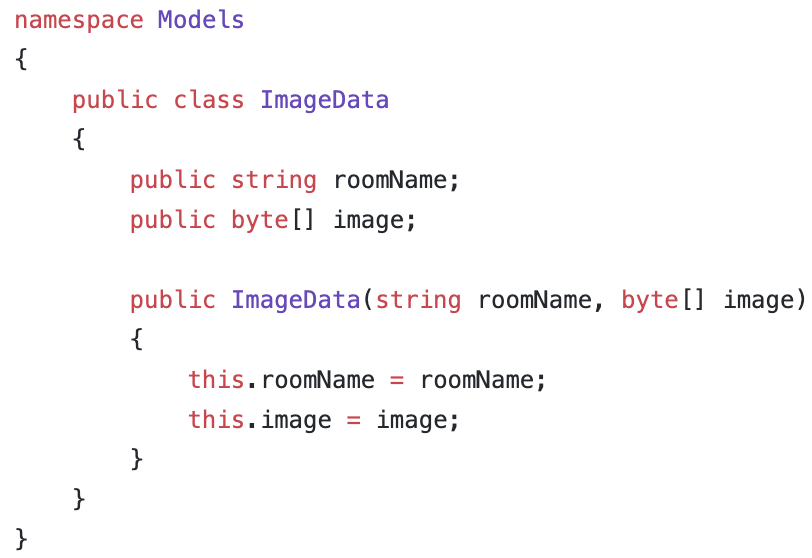 namespace Models
{
    public class ImageData
    {
        public string roomName;
        public byte[] image;

        public ImageData(string roomName, byte[] image)
        {
            this.roomName = roomName;
            this.image = image;
        }
    }
}